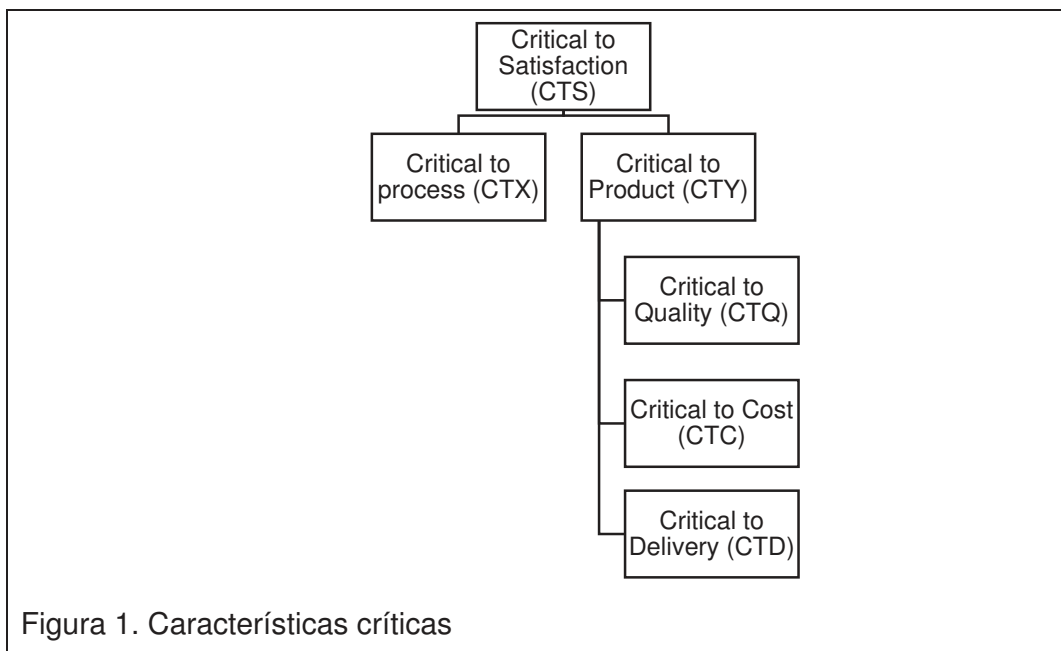 Critical to
Satisfaction
(CTS)
Critical to
process (CTX)
Critical to
Product (CTY)
Critical to
Quality (CTQ)
Critical to Cost
(CTC)
Critical to
Delivery (CTD)
Figura 1. Características críticas